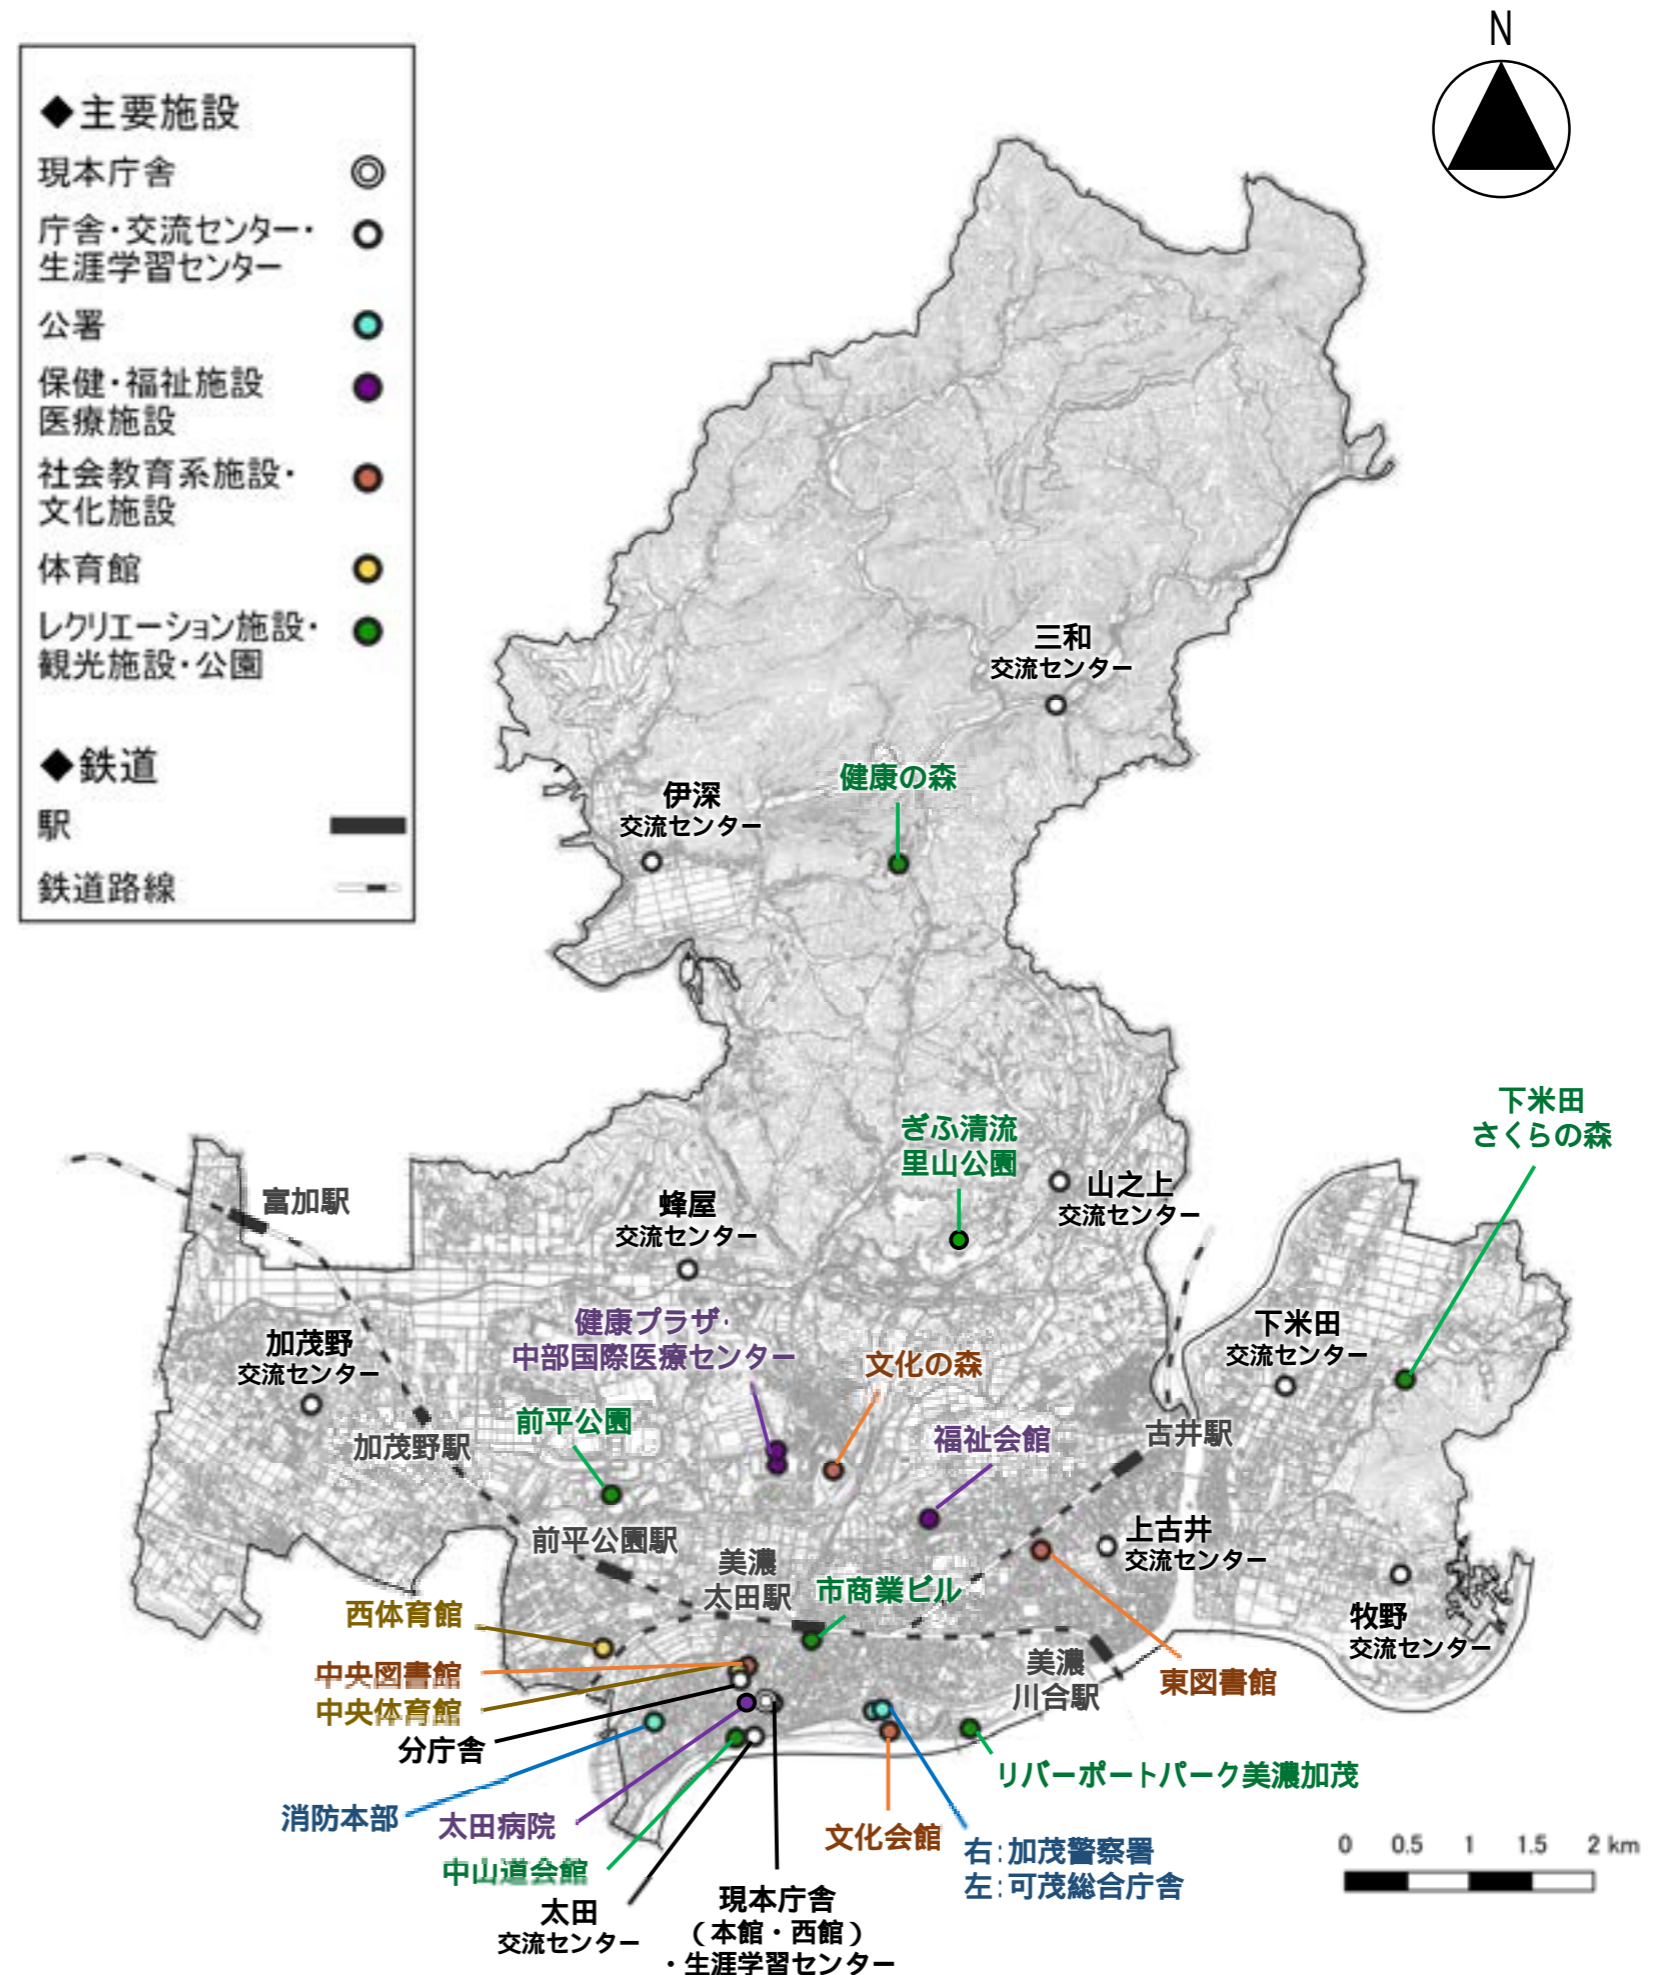 N
◆主要施設
現本庁舎
庁舎・交流センター・
生涯学習センター
公署
保健・福祉施設
医療施設
社会教育系施設・
文化施設
体育館
レクリエーション施設・
観光施設・公園
◆鉄道
駅
鉄道路線
三和
交流センター
健康の森
伊深
交流センター
下米田
さくらの森
ぎふ清流
里山公園
山之上
交流センター
富加駅
蜂屋
交流センター
健康プラザ・
中部国際医療センター
加茂野
交流センター
下米田
交流センター
文化の森
前平公園
加茂野駅
福祉会館
古井駅
前平公園駅
上古井
交流センター
美濃
太田駅
市商業ビル
西体育館
牧野
交流センター
中央図書館
中央体育館
美濃
川合駅
東図書館
分庁舎
リバーポートパーク美濃加茂
消防本部
太田病院
文化会館
右:加茂警察署
左:可茂総合庁舎
中山道会館
太田
交流センター
現本庁舎
(本館・西館)
・生涯学習センター
0 0.5 1 1.5 2 km